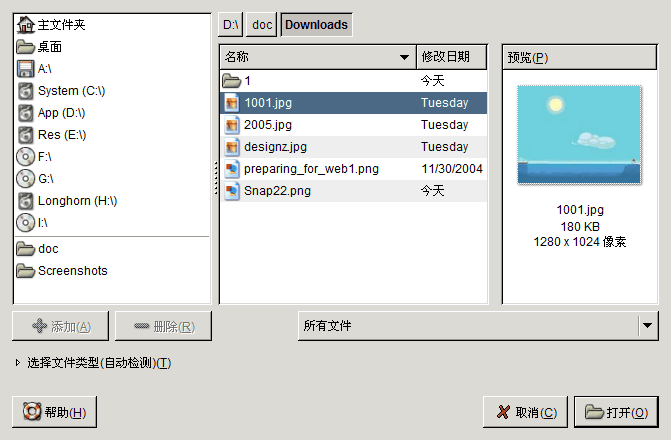 主文件夹
桌面
A:\
System (C:\)
App (D:\)
Res (E:\)
F:\
G:\
Longhorn (H:\)
I:\
doc
Screenshots
添加(A)
删除(R)
D:\ doc Downloads
名称 修改日期
1 今天
1001.jpg Tuesday
2005.jpg Tuesday
designz.jpg Tuesday
preparing_for_web1.png 11/30/2004
Snap22.png 今天
预览(P)
1001.jpg
180 KB
1280 x 1024 像素
所有文件
选择文件类型(自动检测)(T)
帮助(H)
取消(C)
打开(O)